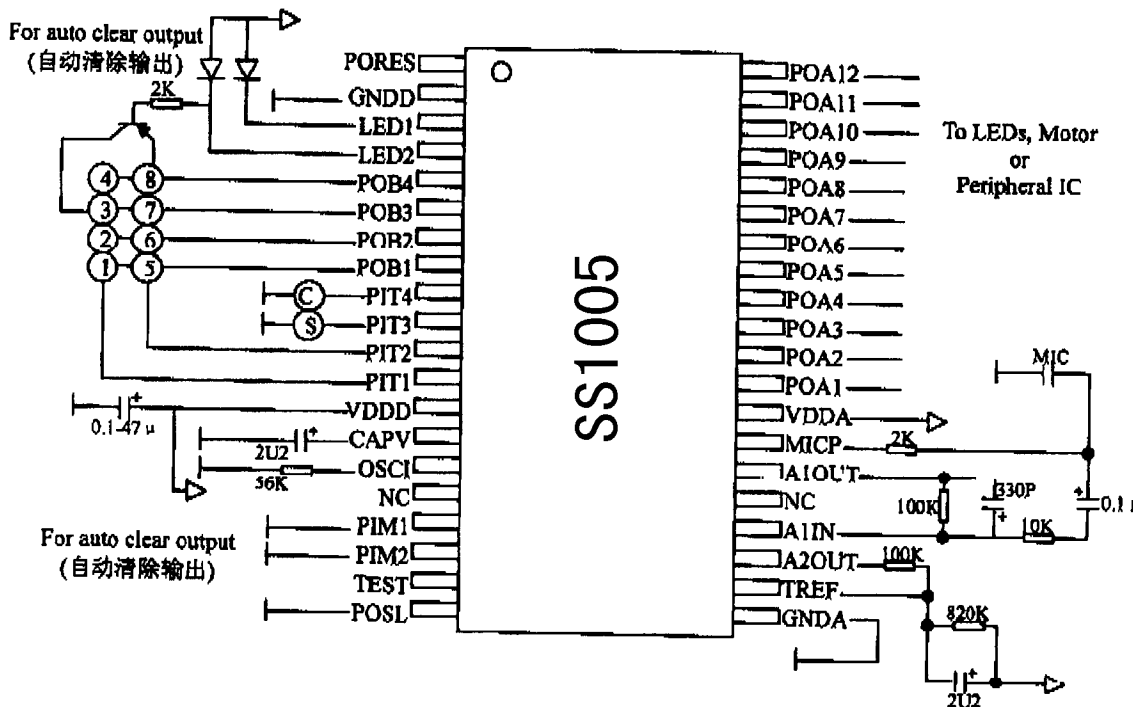 For auto clear output
(自动清除输出)
2K
4
8
3
7
2
6
1
5
C
S
0.1-47μ
2U2
56K
For auto clear output
(自动清除输出)
PORES
GNDD
LED1
LED2
POB4
POB3
POB2
POB1
PIT4
PIT3
PIT2
PIT1
VDDD
CAPV
OSCI
NC
PIM1
PIM2
TEST
POSL
SS1005
POA12
POA11
POA10
POA9
POA8
POA7
POA6
POA5
POA4
POA3
POA2
POA1
VDDA
MICP
A1OUT
NC
A1IN
A2OUT
TREF
GNDA
To LEDs, Motor
or
Peripheral IC
MIC
2K
100K
330P
0.1
10K
100K
820K
2U2